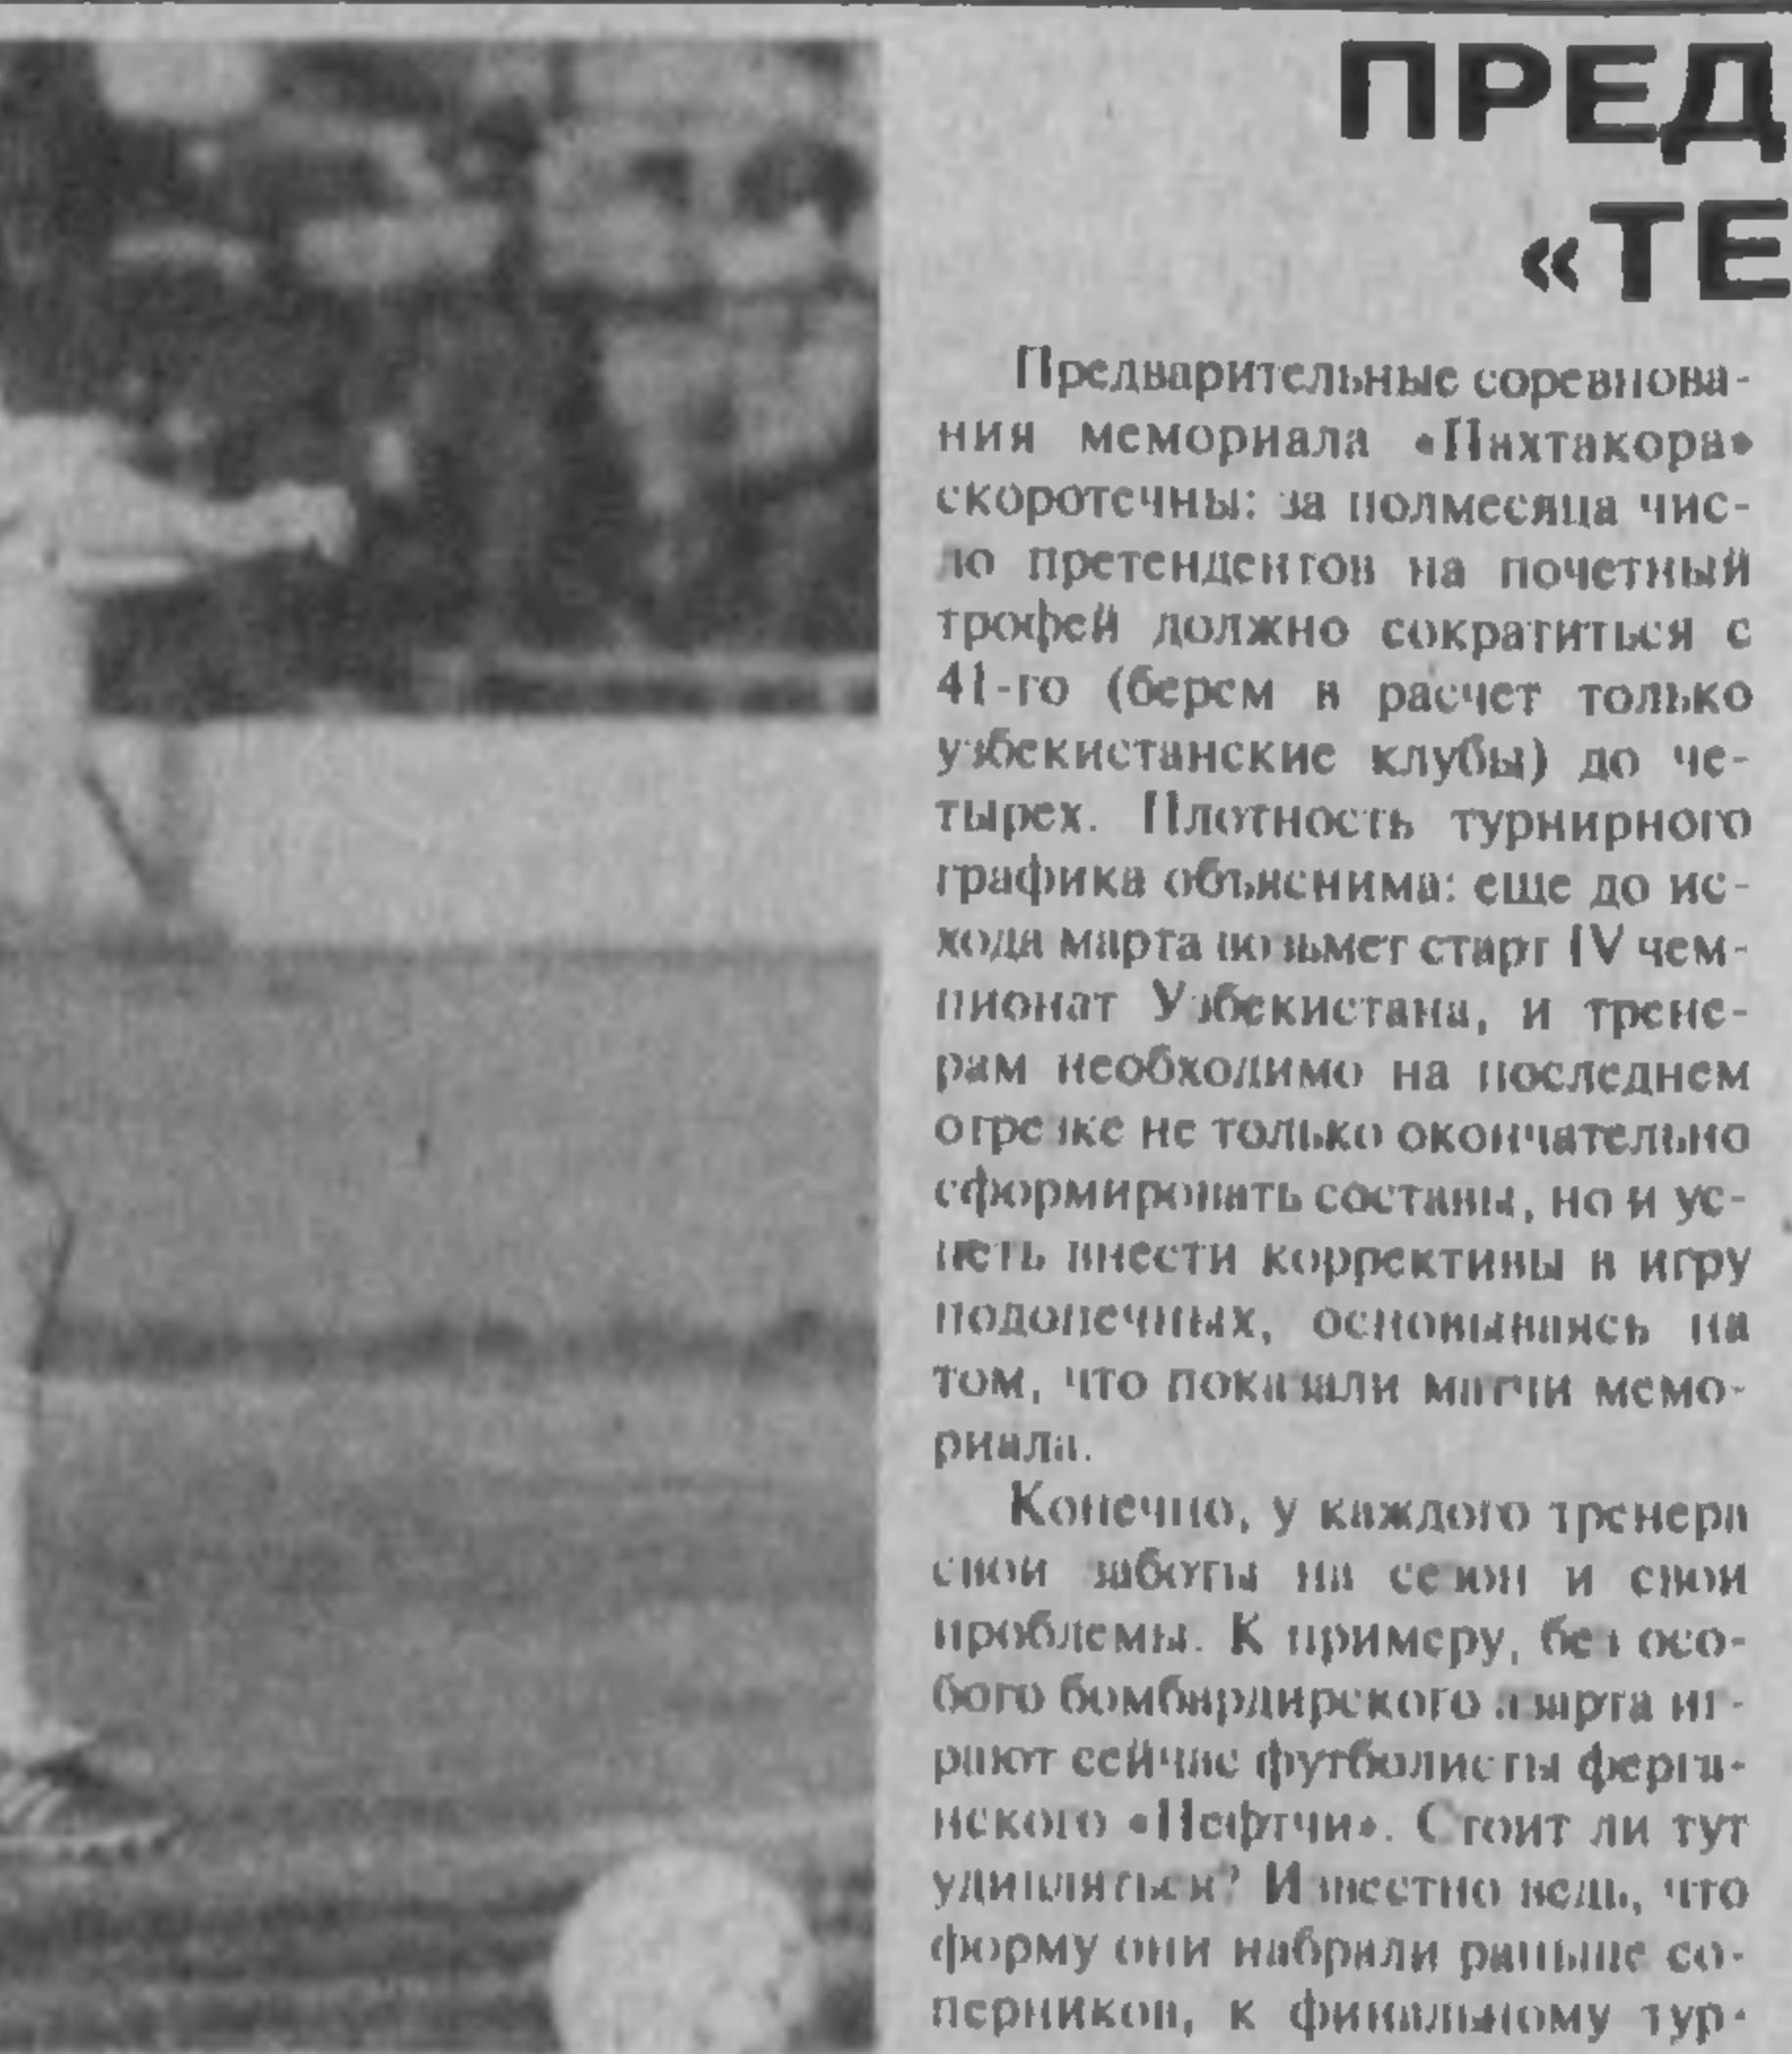 ПРЕД
«ТЕ
Предварительные соревнова-
ния мемориала «Пахтакора»
скоротечны: за полмесяца чис-
ло претендентов на почетный
трофей должно сократиться с
41-го (берем в расчет только
узбекистанские клубы) до че-
тырех. Плотность турнирного
графика объяснима: еще до ис-
хода марта возьмет старт IV чем-
пионат Узбекистана, и трене-
рам необходимо на последнем
отрезке не только окончательно
сформировать составы, но и ус-
петь внести коррективы в игру
подопечных, основываясь на
том, что показали матчи мемо-
риала.
Конечно, у каждого тренера
свои заботы на сезон и свои
проблемы. К примеру, без осо-
бого бомбардирского азарта иг-
рают сейчас футболисты ферга-
нского «Нефтчи». Стоит ли тут
удивляться? Известно ведь, что
форму они набрали раньше со-
перников, к финальному тур-